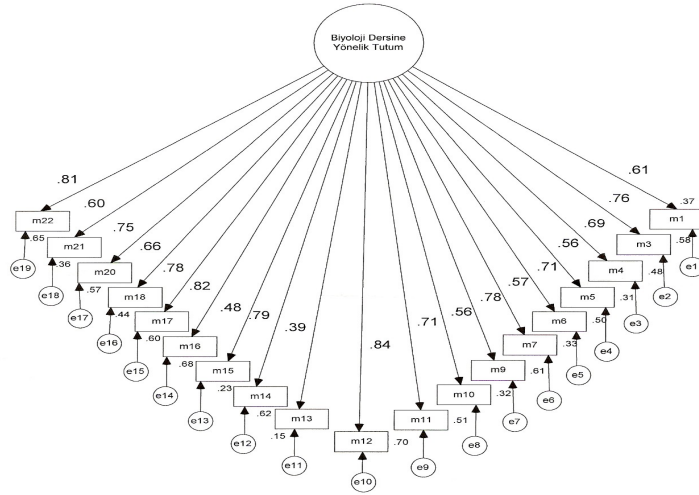 Biyoloji Dersine
Yönelik Tutum
.81
.60
.75
.66
.78
.82
.48
.79
.39
.84
.71
.56
.78
.57
.71
.56
.69
.76
.61
m22
.65
e19
m21
.36
e18
m20
.57
e17
m18
.44
e16
m17
.60
e15
m16
.68
e14
m15
.23
e13
m14
.62
e12
m13
.15
e11
m12
.70
e10
m11
.51
e9
m10
.32
e8
m9
.61
e7
m7
.33
e6
m6
.50
e5
m5
.31
e4
m4
.48
e3
m3
.58
e2
m1
.37
e1